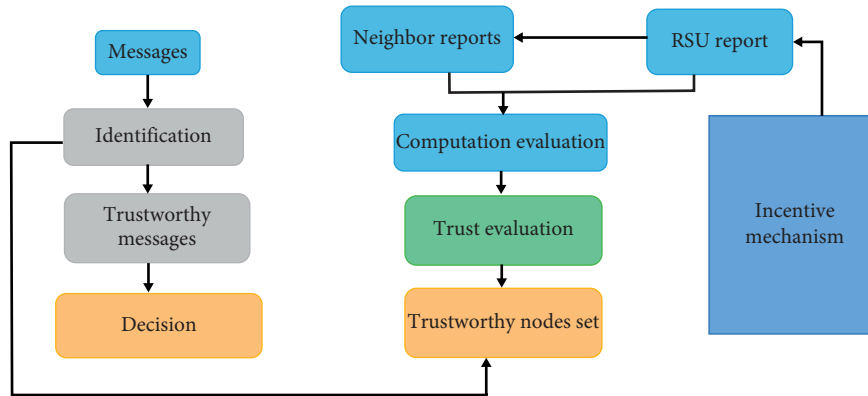 Messages
Identification
Trustworthy
messages
Decision
Neighbor reports
RSU report
Computation evaluation
Trust evaluation
Trustworthy nodes set
Incentive
mechanism